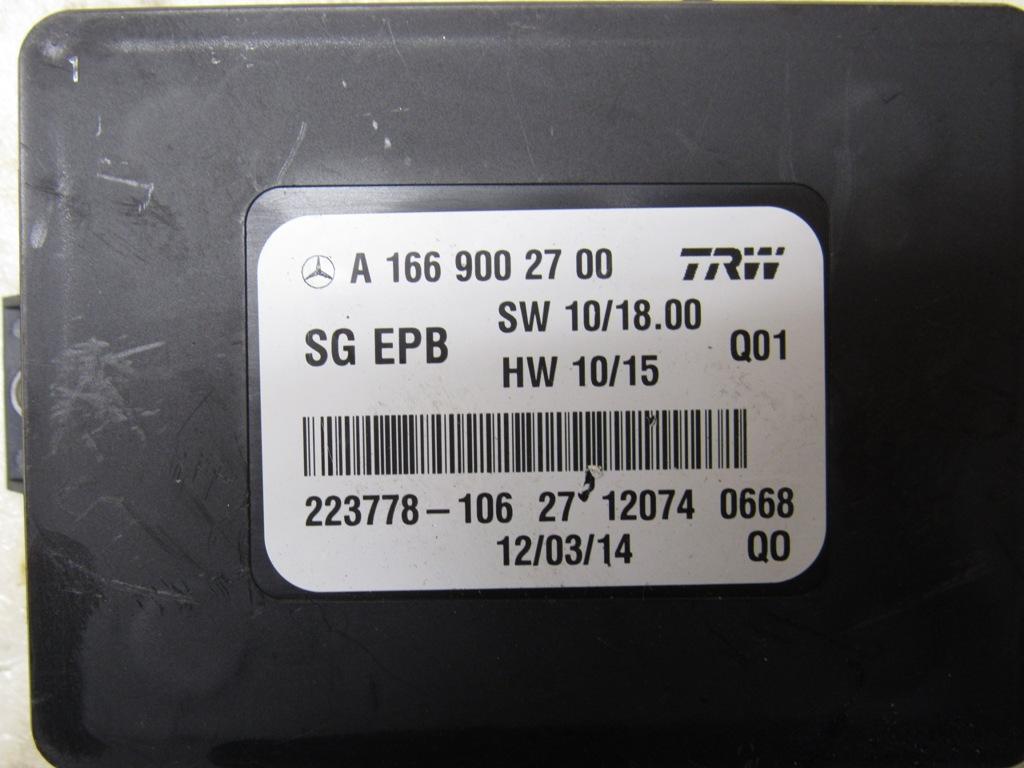 A 166 900 27 00 TRW
SW 10/18.00
SG EPB Q01
HW 10/15
223778-106 27 12074 0668
12/03/14 Q0